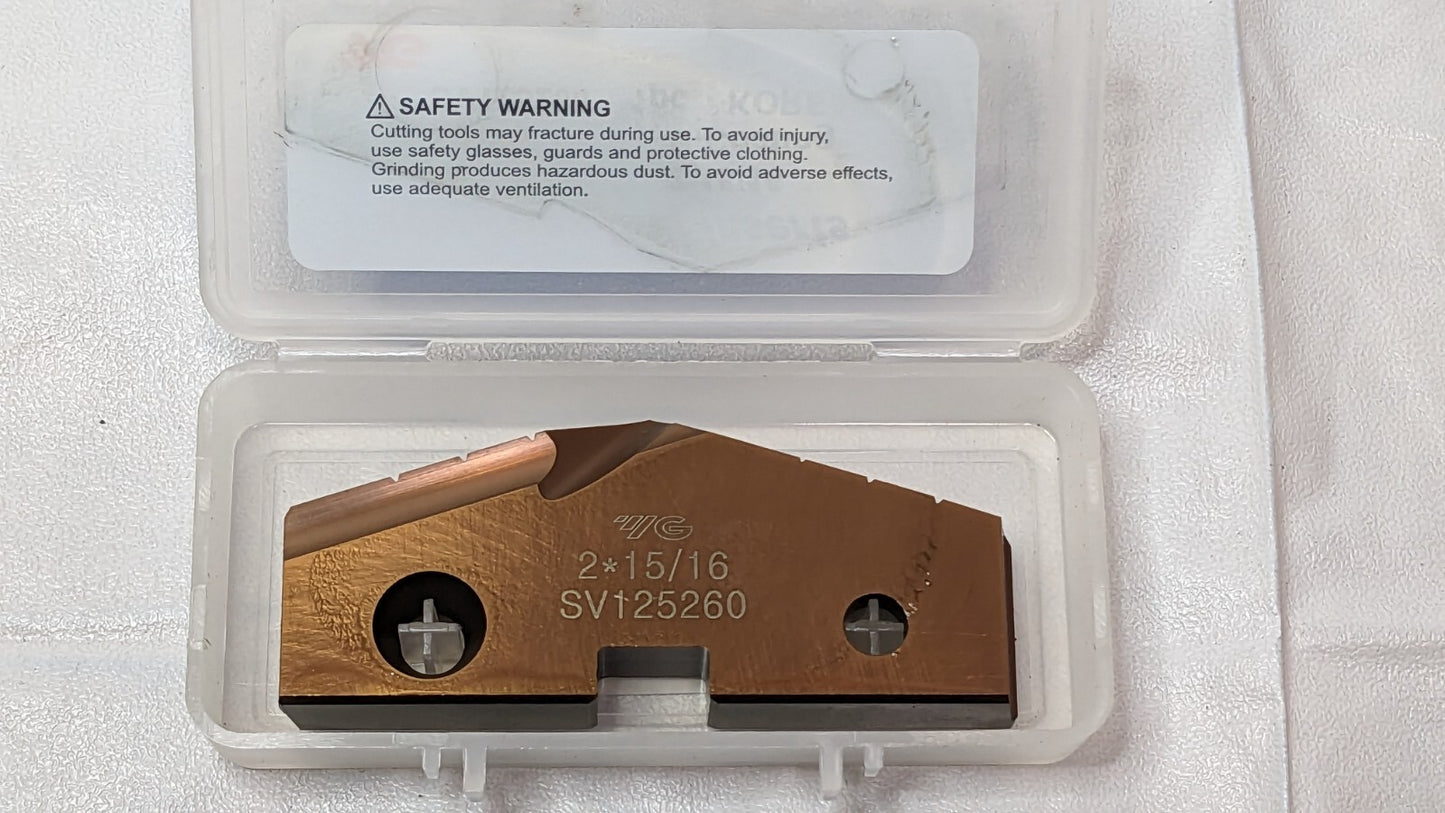 ⚠ SAFETY WARNING
Cutting tools may fracture during use. To avoid injury,
use safety glasses, guards and protective clothing.
Grinding produces hazardous dust. To avoid adverse effects,
use adequate ventilation.
YG
2*15/16
SV125260